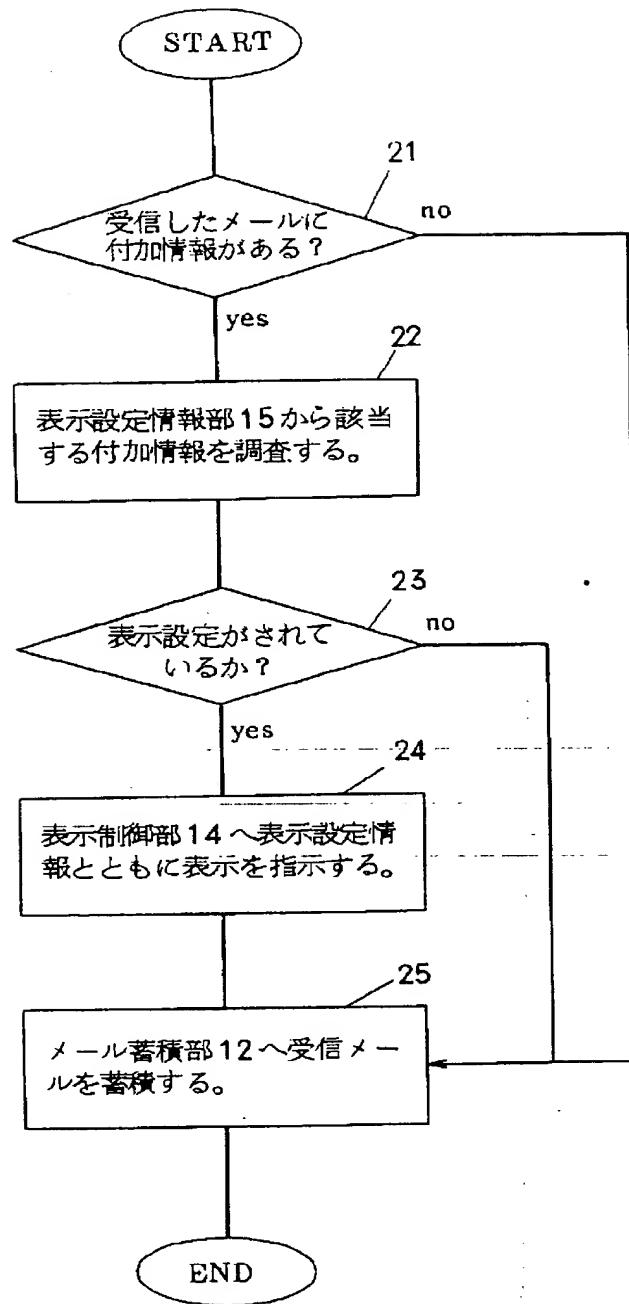 START
21
受信したメールに
付加情報がある？
no
yes
22
表示設定情報部15から該当
する付加情報を調査する。
23
表示設定がされて
いるか？
no
yes
24
表示制御部14へ表示設定情
報とともに表示を指示する。
25
メール蓄積部12へ受信メー
ルを蓄積する。
END